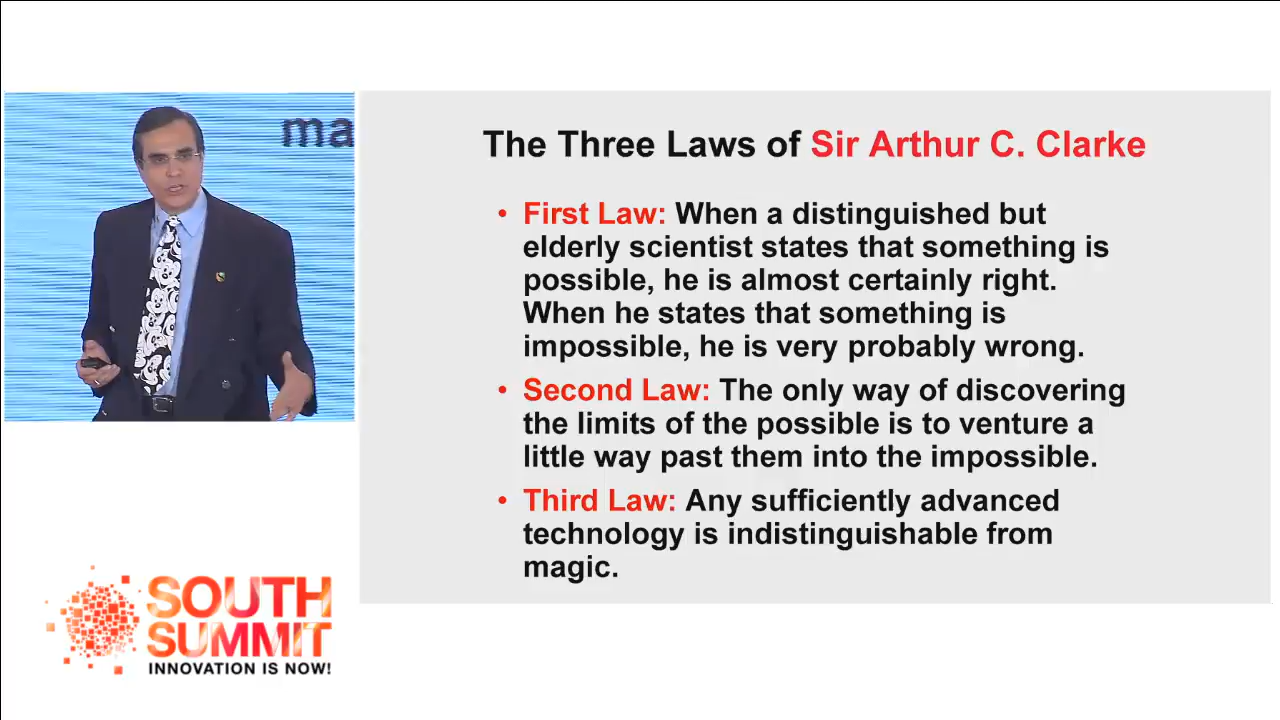 ma
The Three Laws of Sir Arthur C. Clarke
• First Law: When a distinguished but
elderly scientist states that something is
possible, he is almost certainly right.
When he states that something is
impossible, he is very probably wrong.
• Second Law: The only way of discovering
the limits of the possible is to venture a
little way past them into the impossible.
• Third Law: Any sufficiently advanced
technology is indistinguishable from
magic.
SOUTH
SUMMIT
INNOVATION IS NOW!